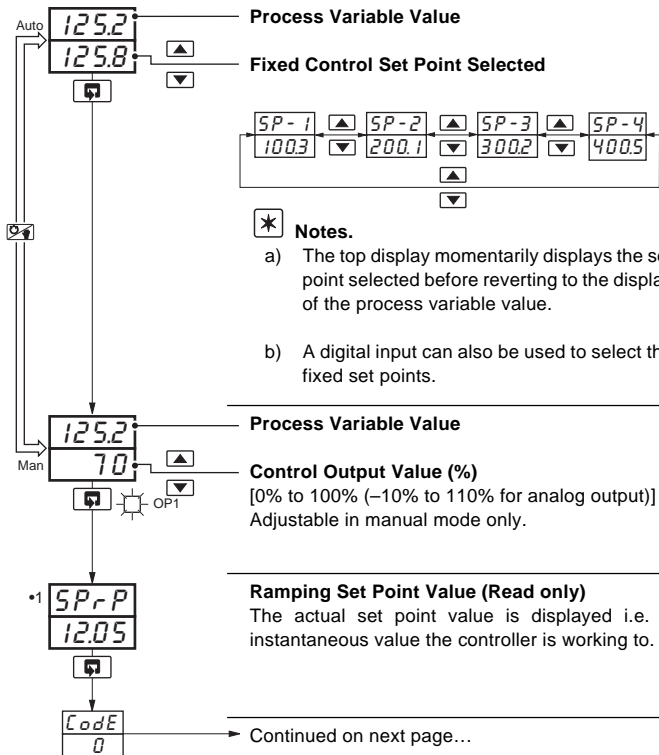 Auto
125.2
Process Variable Value
125.8
Fixed Control Set Point Selected
SP-1 SP-2 SP-3 SP-4
100.3 200.1 300.2 400.5
Notes.
a) The top display momentarily displays the
point selected before reverting to the
of the process variable value.
b) A digital input can also be used to select
fixed set points.
125.2
Process Variable Value
Man
70
Control Output Value (%)
[0% to 100% (–10% to 110% for analog output)]
OP1
Adjustable in manual mode only.
•1 SPrP
Ramping Set Point Value (Read only)
12.05
The actual set point value is displayed i.e.
instantaneous value the controller is working to.
CodE
0
Continued on next page…